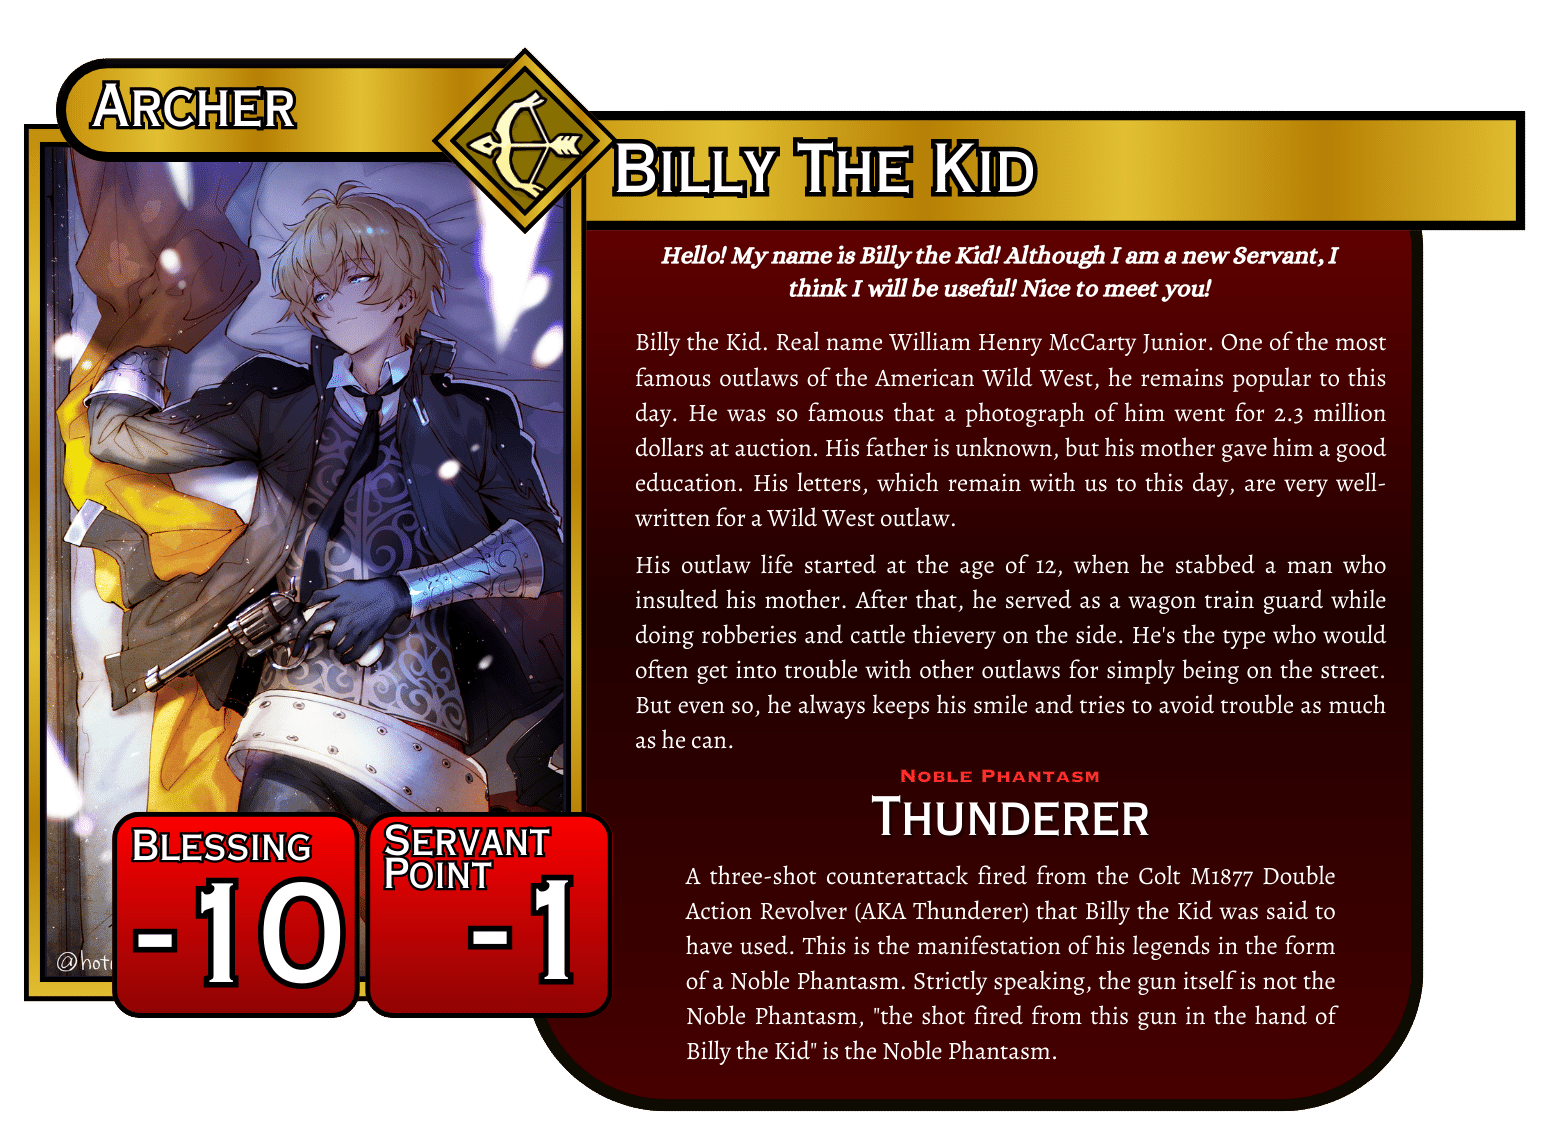 Archer
Billy The Kid
Hello! My name is Billy the Kid! Although I am a new Servant, I
think I will be useful! Nice to meet you!
Billy the Kid. Real name William Henry McCarty Junior. One of the most
famous outlaws of the American Wild West, he remains popular to this
day. He was so famous that a photograph of him went for 2.3 million
dollars at auction. His father is unknown, but his mother gave him a good
education. His letters, which remain with us to this day, are very well-
written for a Wild West outlaw.
His outlaw life started at the age of 12, when he stabbed a man who
insulted his mother. After that, he served as a wagon train guard while
doing robberies and cattle thievery on the side. He's the type who would
often get into trouble with other outlaws for simply being on the street.
But even so, he always keeps his smile and tries to avoid trouble as much
as he can.
Noble Phantasm
Thunderer
A three-shot counterattack fired from the Colt M1877 Double
Action Revolver (AKA Thunderer) that Billy the Kid was said to
have used. This is the manifestation of his legends in the form
of a Noble Phantasm. Strictly speaking, the gun itself is not the
Noble Phantasm, "the shot fired from this gun in the hand of
Billy the Kid" is the Noble Phantasm.
Blessing
-10
Servant
Point
-1